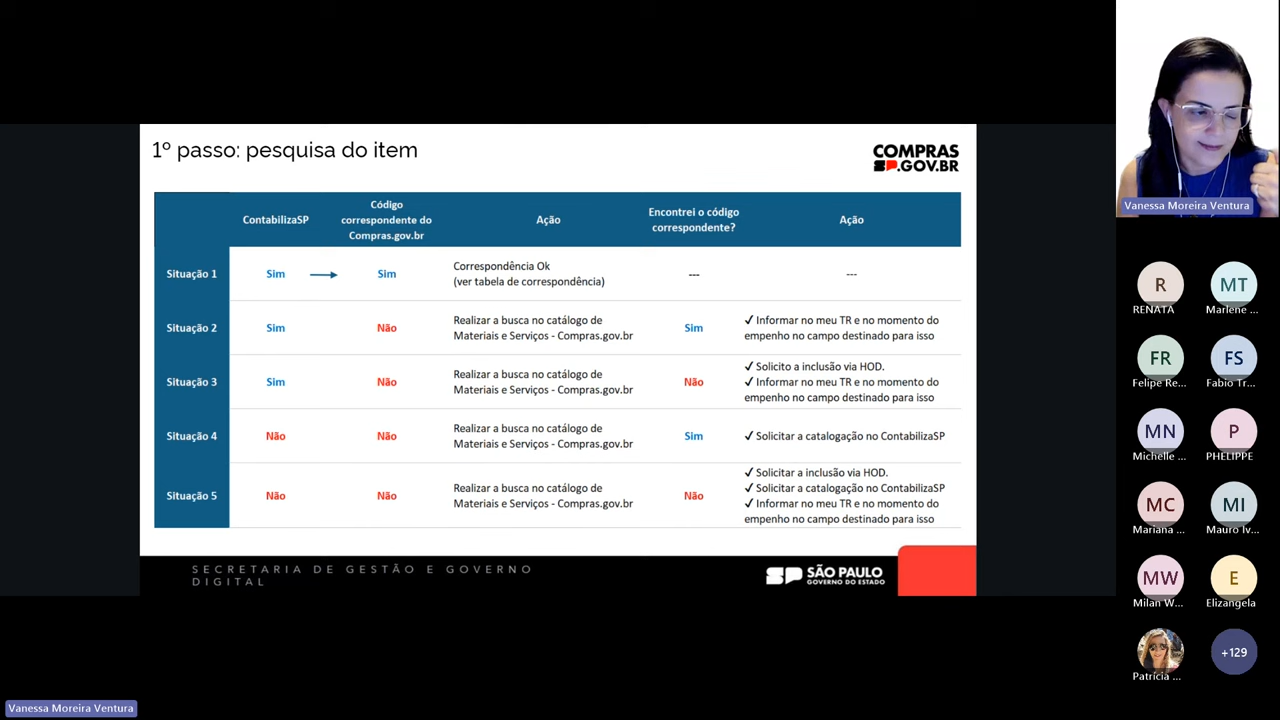 1º passo: pesquisa do item
COMPRAS
SP.GOV.BR
ContabilizaSP
Código
correspondente do
Compras.gov.br
Ação
Encontrei o código
correspondente?
Ação
Situação 1
Sim
Sim
Correspondência Ok
(ver tabela de correspondência)
---
---
Situação 2
Sim
Não
Realizar a busca no catálogo de
Materiais e Serviços - Compras.gov.br
Sim
✓ Informar no meu TR e no momento do
empenho no campo destinado para isso
Situação 3
Sim
Não
Realizar a busca no catálogo de
Materiais e Serviços - Compras.gov.br
Não
✓ Solicito a inclusão via HOD.
✓ Informar no meu TR e no momento do
empenho no campo destinado para isso
Situação 4
Não
Não
Realizar a busca no catálogo de
Materiais e Serviços - Compras.gov.br
Sim
✓ Solicitar a catalogação no ContabilizaSP
Situação 5
Não
Não
Realizar a busca no catálogo de
Materiais e Serviços - Compras.gov.br
Não
✓ Solicitar a inclusão via HOD.
✓ Solicitar a catalogação no ContabilizaSP
✓ Informar no meu TR e no momento do
empenho no campo destinado para isso
SECRETARIA DE GESTÃO E GOVERNO
DIGITAL
SP SÃO PAULO
GOVERNO DO ESTADO
Vanessa Moreira Ventura
R
RENATA
MT
Marlene ...
FR
Felipe Re...
FS
Fabio Tr...
MN
Michelle ...
P
PHELIPPE
MC
Mariana ...
MI
Mauro Iv...
MW
Milan W...
E
Elizangela
Patrícia ...
+129
Vanessa Moreira Ventura